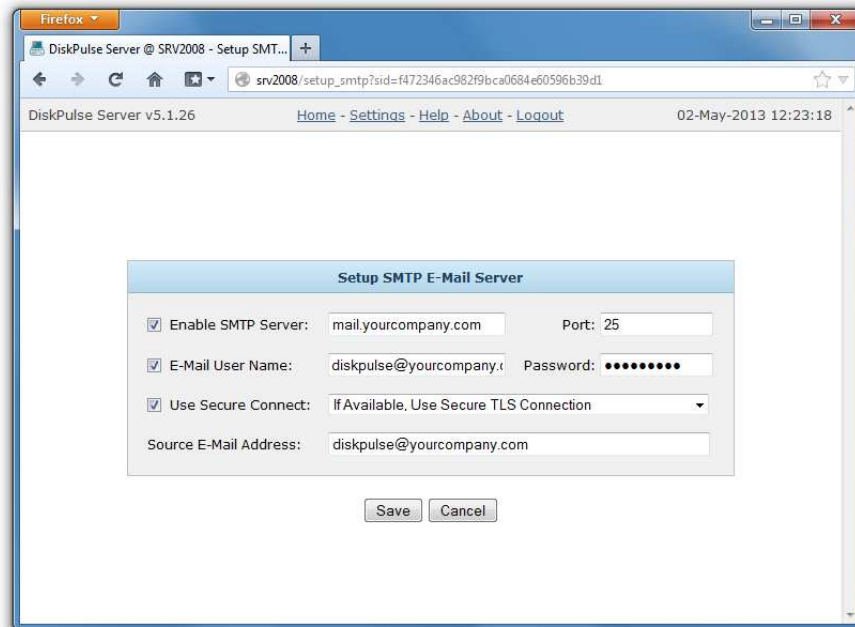 Firefox
DiskPulse Server @ SRV2008 - Setup SMT...
srv2008/setup_smtp?sid=f472346ac982f9bca0684e60596b39d1
DiskPulse Server v5.1.26 Home - Settings - Help - About - Logout 02-May-2013 12:23:18
Setup SMTP E-Mail Server
Enable SMTP Server: mail.yourcompany.com Port: 25
E-Mail User Name: diskpulse@yourcompany.c Password: •••••••••
Use Secure Connect: If Available, Use Secure TLS Connection
Source E-Mail Address: diskpulse@yourcompany.com
Save Cancel